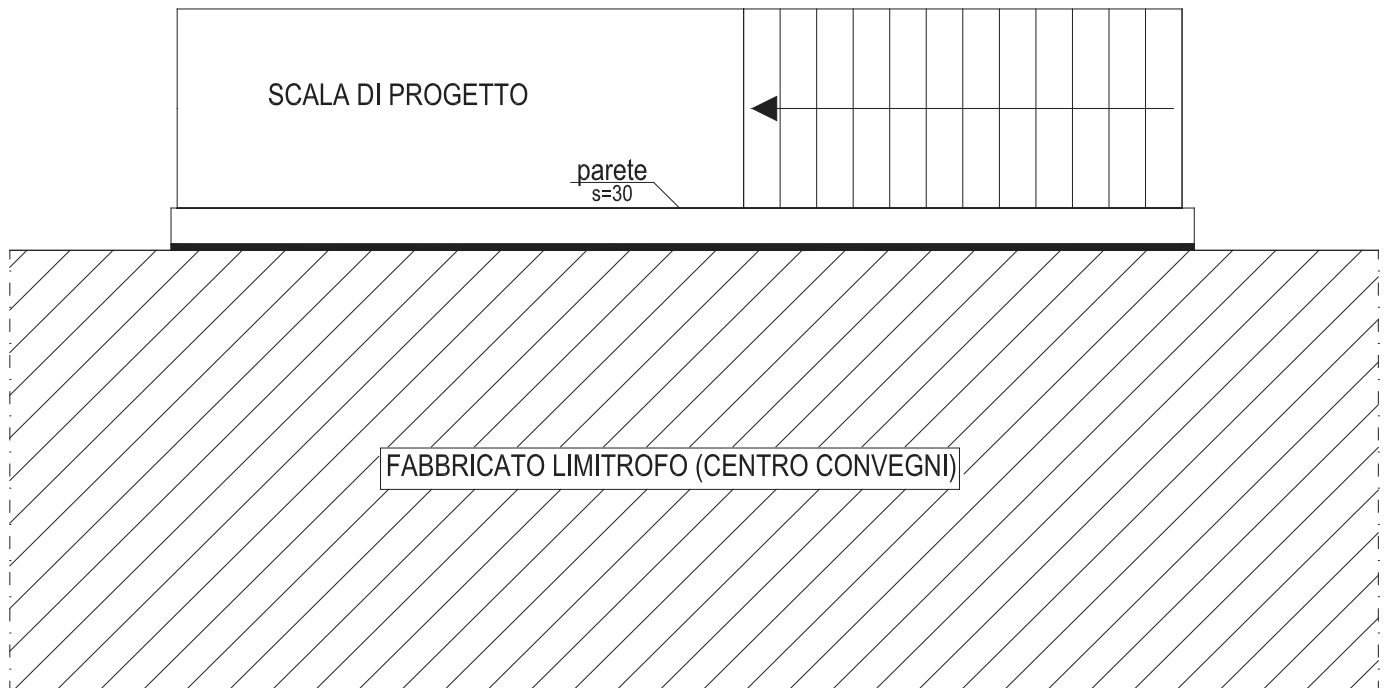 SCALA DI PROGETTO
parete
s=30
FABBRICATO LIMITROFO (CENTRO CONVEGNI)